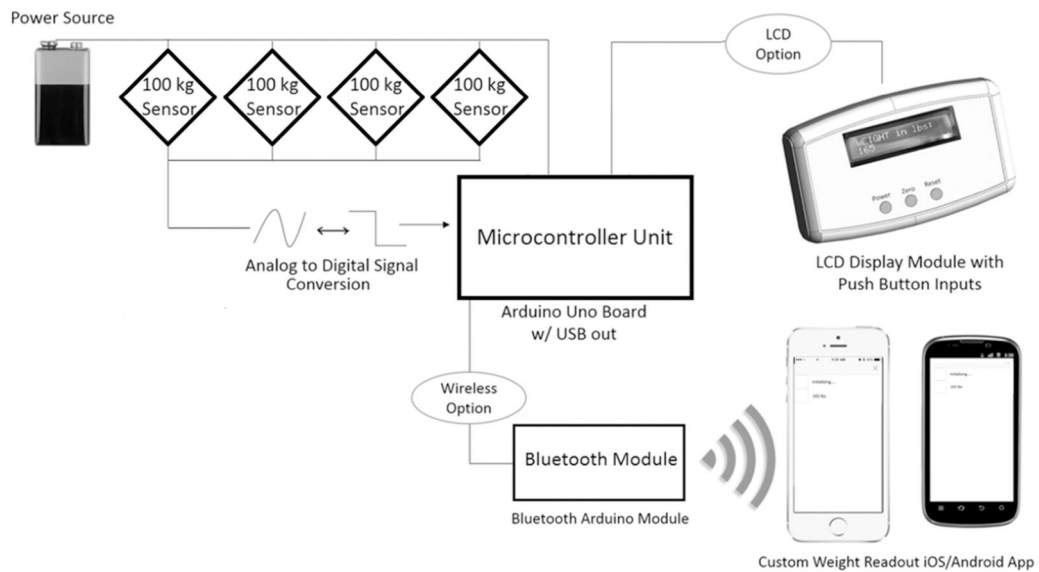 Power Source
100 kg
Sensor
100 kg
Sensor
100 kg
Sensor
100 kg
Sensor
LCD
Option
WEIGHT in lbs:
165
Power Zero Reset
LCD Display Module with
Push Button Inputs
Analog to Digital Signal
Conversion
Microcontroller Unit
Arduino Uno Board
w/ USB out
Wireless
Option
Bluetooth Module
Bluetooth Arduino Module
Initializing...
Initializing...
Custom Weight Readout iOS/Android App